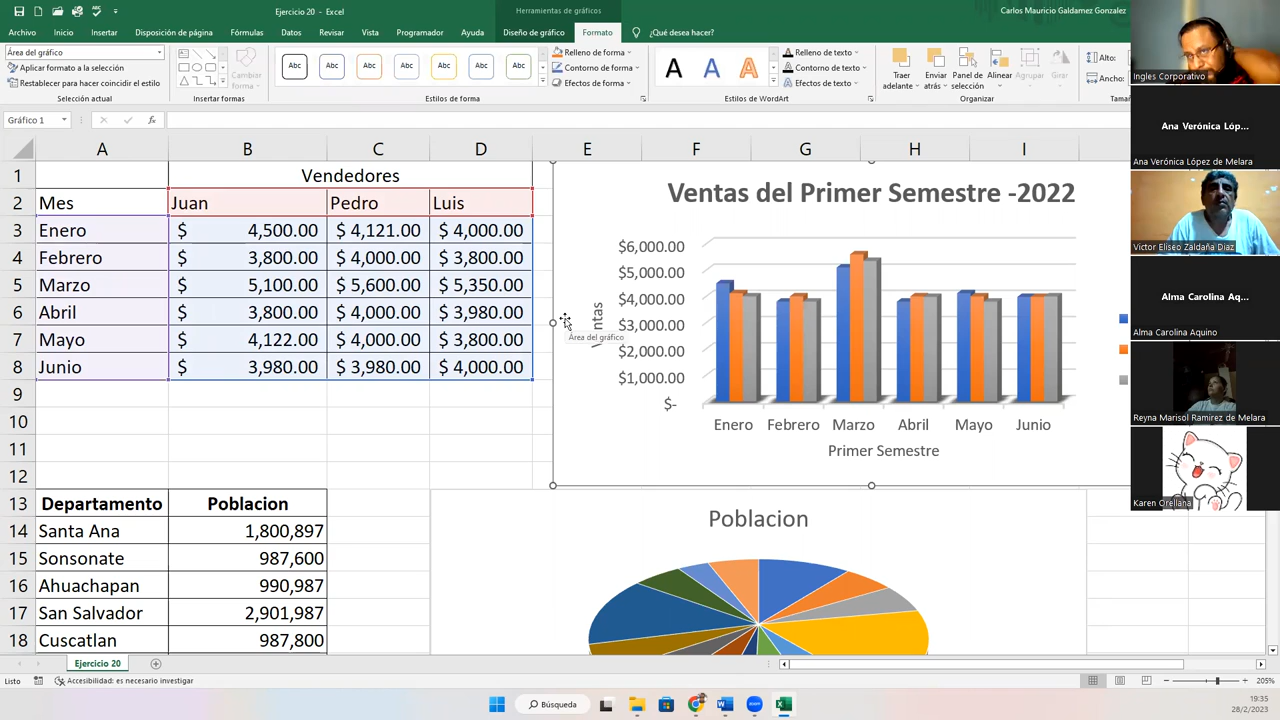 Ejercicio 20 - Excel
Herramientas de gráficos
Carlos Mauricio Galdamez Gonzalez
Archivo Inicio Insertar Disposición de página Fórmulas Datos Revisar Vista Programador Ayuda Diseño de gráfico Formato ¿Qué desea hacer?
Área del gráfico
Aplicar formato a la selección
Restablecer para hacer coincidir el estilo
Selección actual
Cambiar forma
Insertar formas
Abc Abc Abc Abc Abc Abc Abc
Relleno de forma
Contorno de forma
Efectos de forma
Estilos de forma
A A A
Relleno de texto
Contorno de texto
Efectos de texto
Estilos de WordArt
Traer adelante
Enviar atrás
Panel de selección
Alinear
Agrupar
Girar
Organizar
Alto:
Ancho:
Gráfico 1
fx
A B C D E F G H I
1 Vendedores
2 Mes Juan Pedro Luis
3 Enero $ 4,500.00 $ 4,121.00 $ 4,000.00
4 Febrero $ 3,800.00 $ 4,000.00 $ 3,800.00
5 Marzo $ 5,100.00 $ 5,600.00 $ 5,350.00
6 Abril $ 3,800.00 $ 4,000.00 $ 3,980.00
7 Mayo $ 4,122.00 $ 4,000.00 $ 3,800.00
8 Junio $ 3,980.00 $ 3,980.00 $ 4,000.00
9
10
11
12
13 Departamento Poblacion
14 Santa Ana 1,800,897
15 Sonsonate 987,600
16 Ahuachapan 990,987
17 San Salvador 2,901,987
18 Cuscatlan 987,800
Ventas del Primer Semestre -2022
$6,000.00
$5,000.00
$4,000.00
$3,000.00
$2,000.00
$1,000.00
$-
Área del gráfico
Enero Febrero Marzo Abril Mayo Junio
Primer Semestre
Poblacion
Ingles Corporativo
Ana Verónica Lóp...
Ana Verónica López de Melara
Victor Eliseo Zaldaña Diaz
Alma Carolina Aq...
Alma Carolina Aquino
Reyna Marisol Ramirez de Melara
Karen Orellana
Ejercicio 20
Listo
Accesibilidad: es necesario investigar
205%
Búsqueda
zoom
19:35
28/2/2023